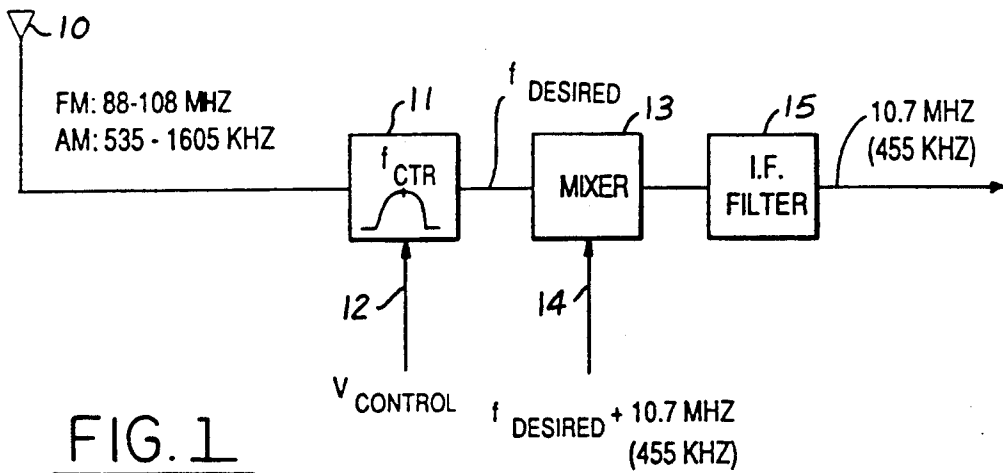 10
FM: 88-108 MHZ
AM: 535 - 1605 KHZ
11
f DESIRED
13
15
10.7 MHZ
(455 KHZ)
f CTR
MIXER
I.F.
FILTER
12
14
V CONTROL
f DESIRED + 10.7 MHZ
(455 KHZ)
FIG. 1